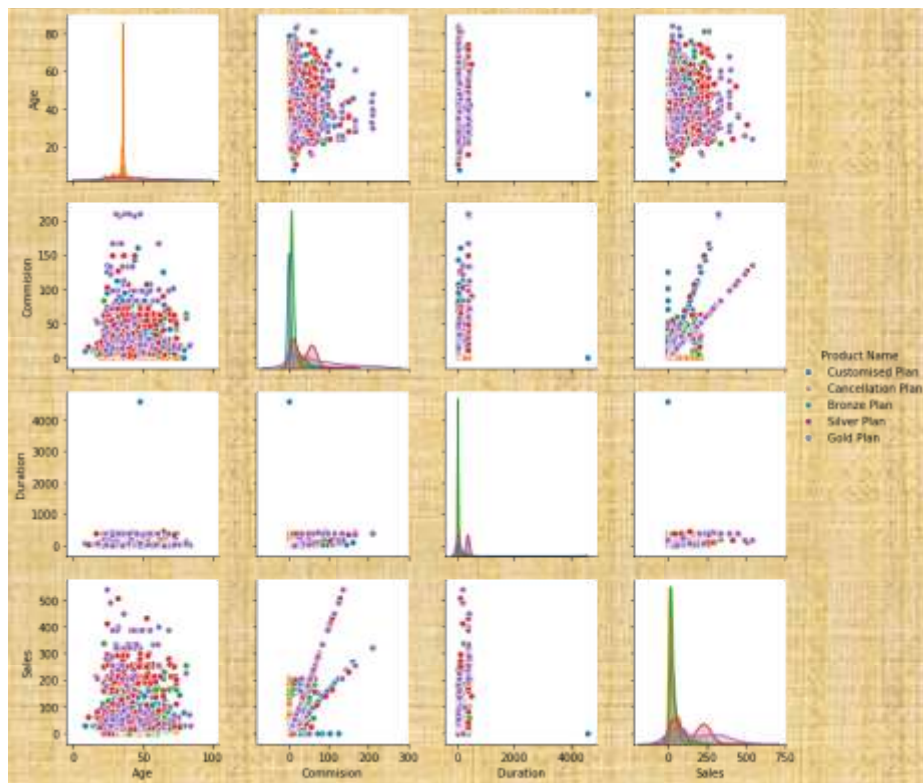 80
60
40
20
Age
200
150
100
50
0
Commision
4000
3000
2000
1000
0
Duration
500
400
300
200
100
0
Sales
0 50 100
Age
0 100 200 300
Commision
0 2000 4000
Duration
0 250 500 750
Sales
Product Name
Customised Plan
Cancellation Plan
Bronze Plan
Silver Plan
Gold Plan